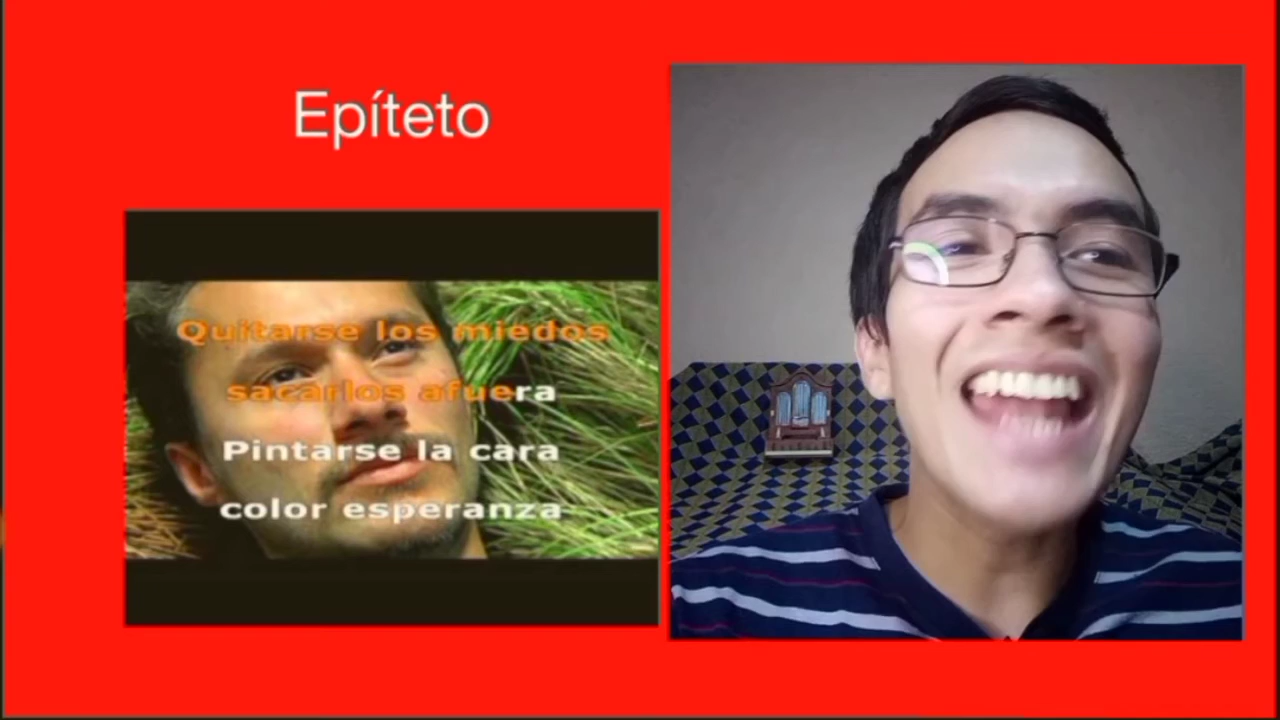 Epíteto
Quitarse los miedos
sacarlos afuera
Pintarse la cara
color esperanza